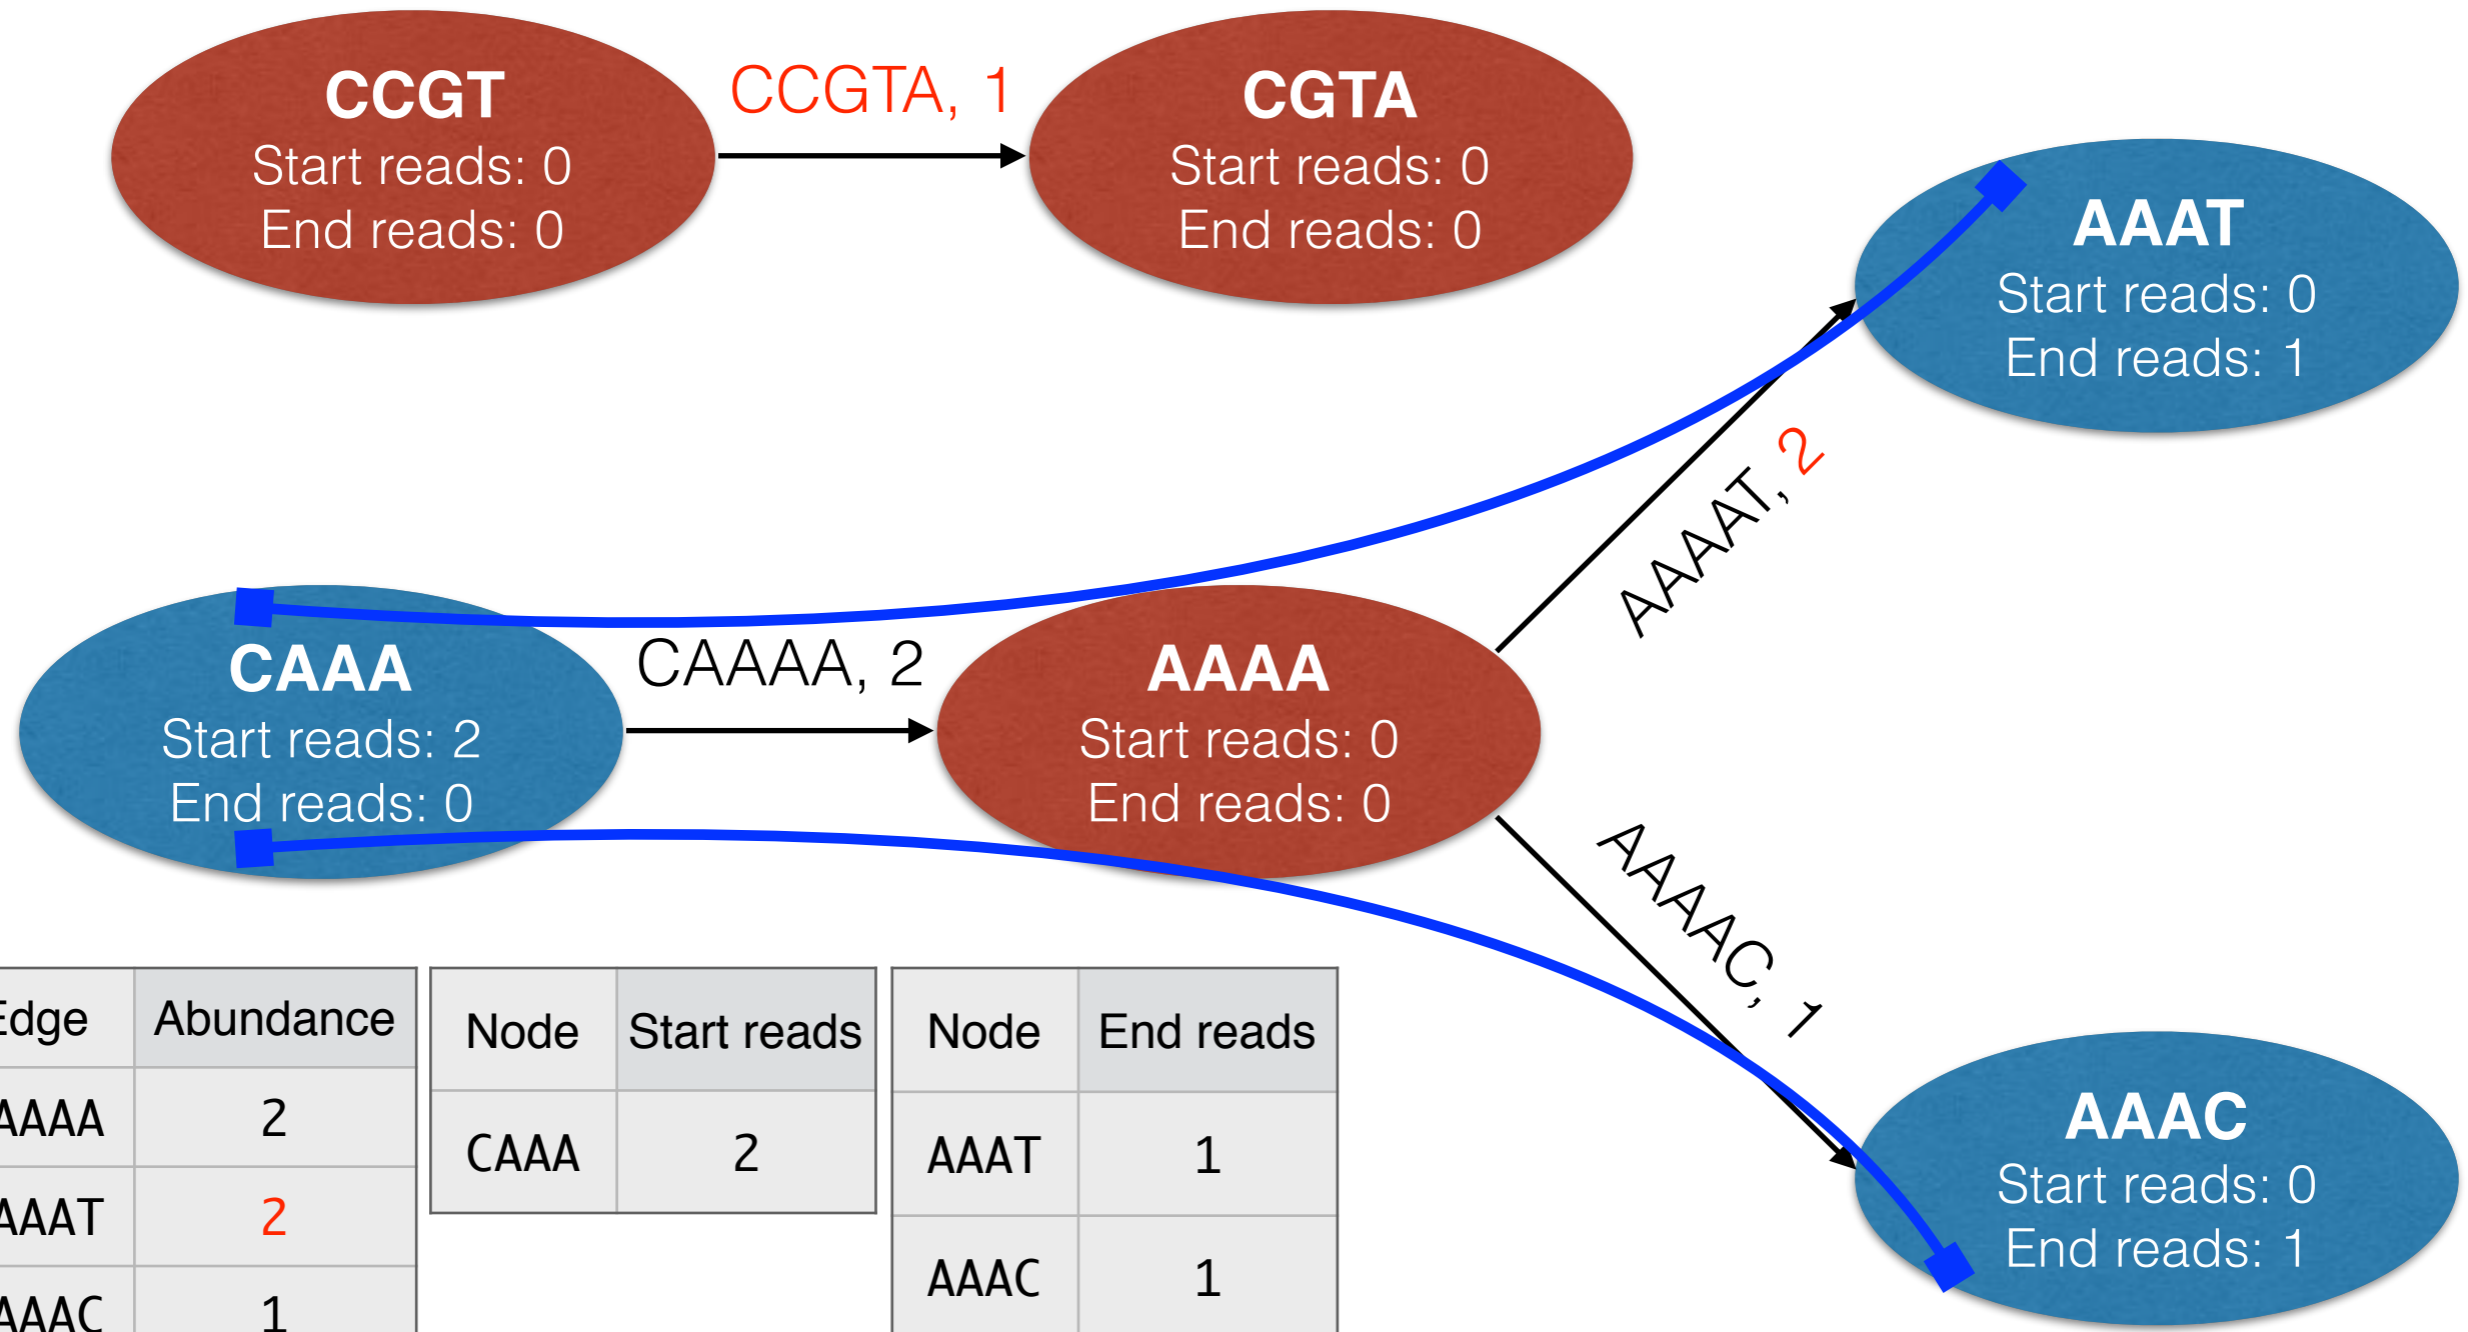 CCGT
Start reads: 0
End reads: 0
CCGTA, 1
CGTA
Start reads: 0
End reads: 0
AAAT
Start reads: 0
End reads: 1
AAAAT, 2
CAAA
Start reads: 2
End reads: 0
CAAAA, 2
AAAA
Start reads: 0
End reads: 0
AAAAC, 1
AAAC
Start reads: 0
End reads: 1
Abundance
2
2
1
Node Start reads
CAAA 2
Node End reads
AAAT 1
AAAC 1